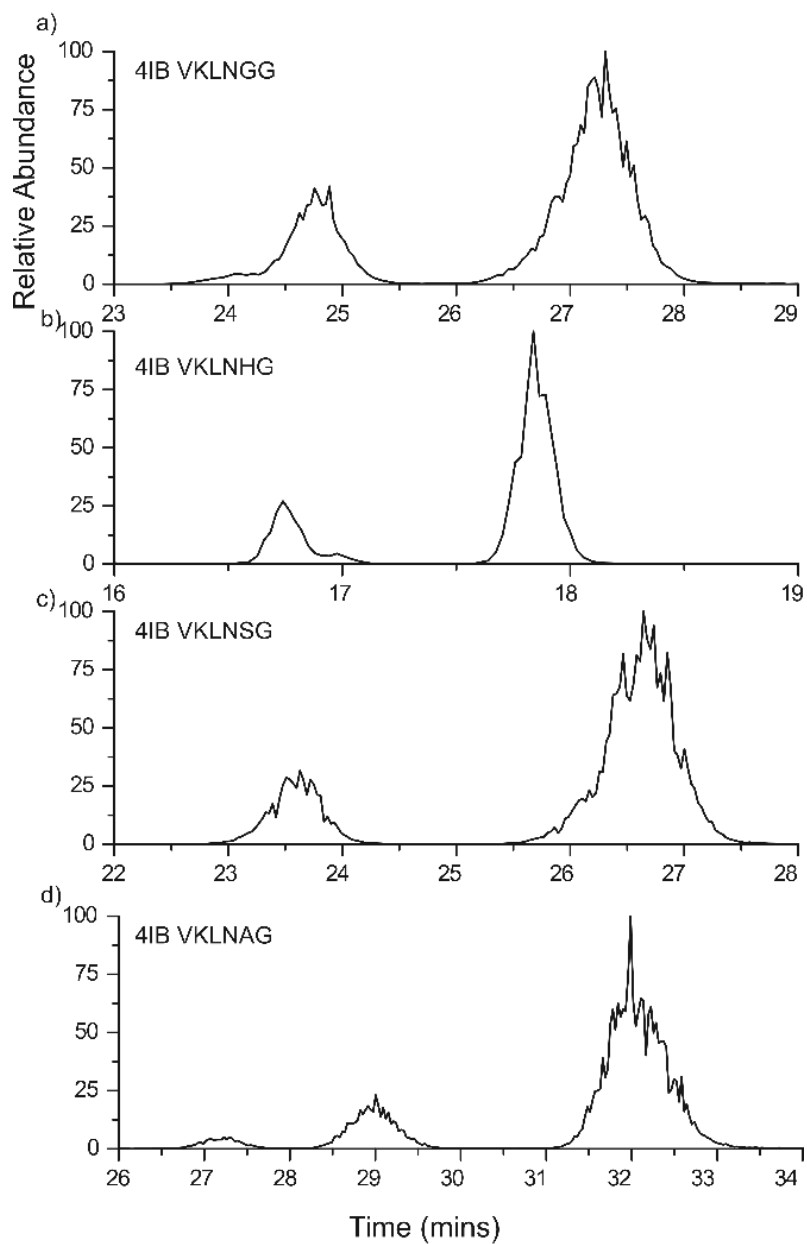 a)
100
4IB VKLNGG
75
50
25
0
23 24 25 26 27 28 29
b)
100
4IB VKLNHG
75
50
25
0
16 17 18 19
c)
100
4IB VKLNSG
75
50
25
0
22 23 24 25 26 27 28
d)
100
4IB VKLNAG
75
50
25
0
26 27 28 29 30 31 32 33 34
Relative Abundance
Time (mins)